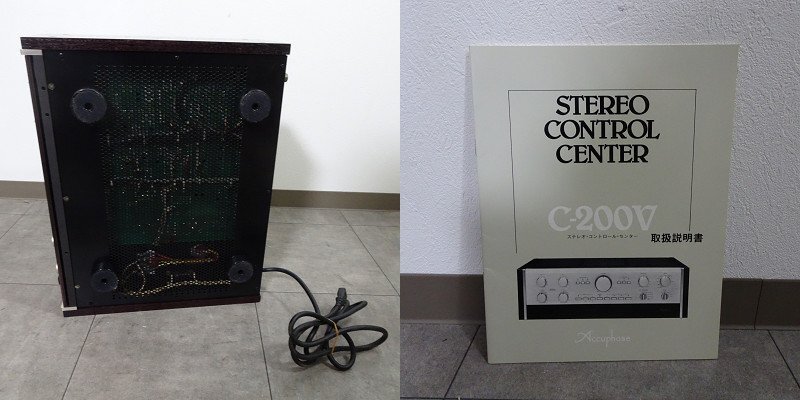 STEREO
CONTROL
CENTER
C-200V
ステレオ・コントロール・センター
取扱説明書
Accuphase